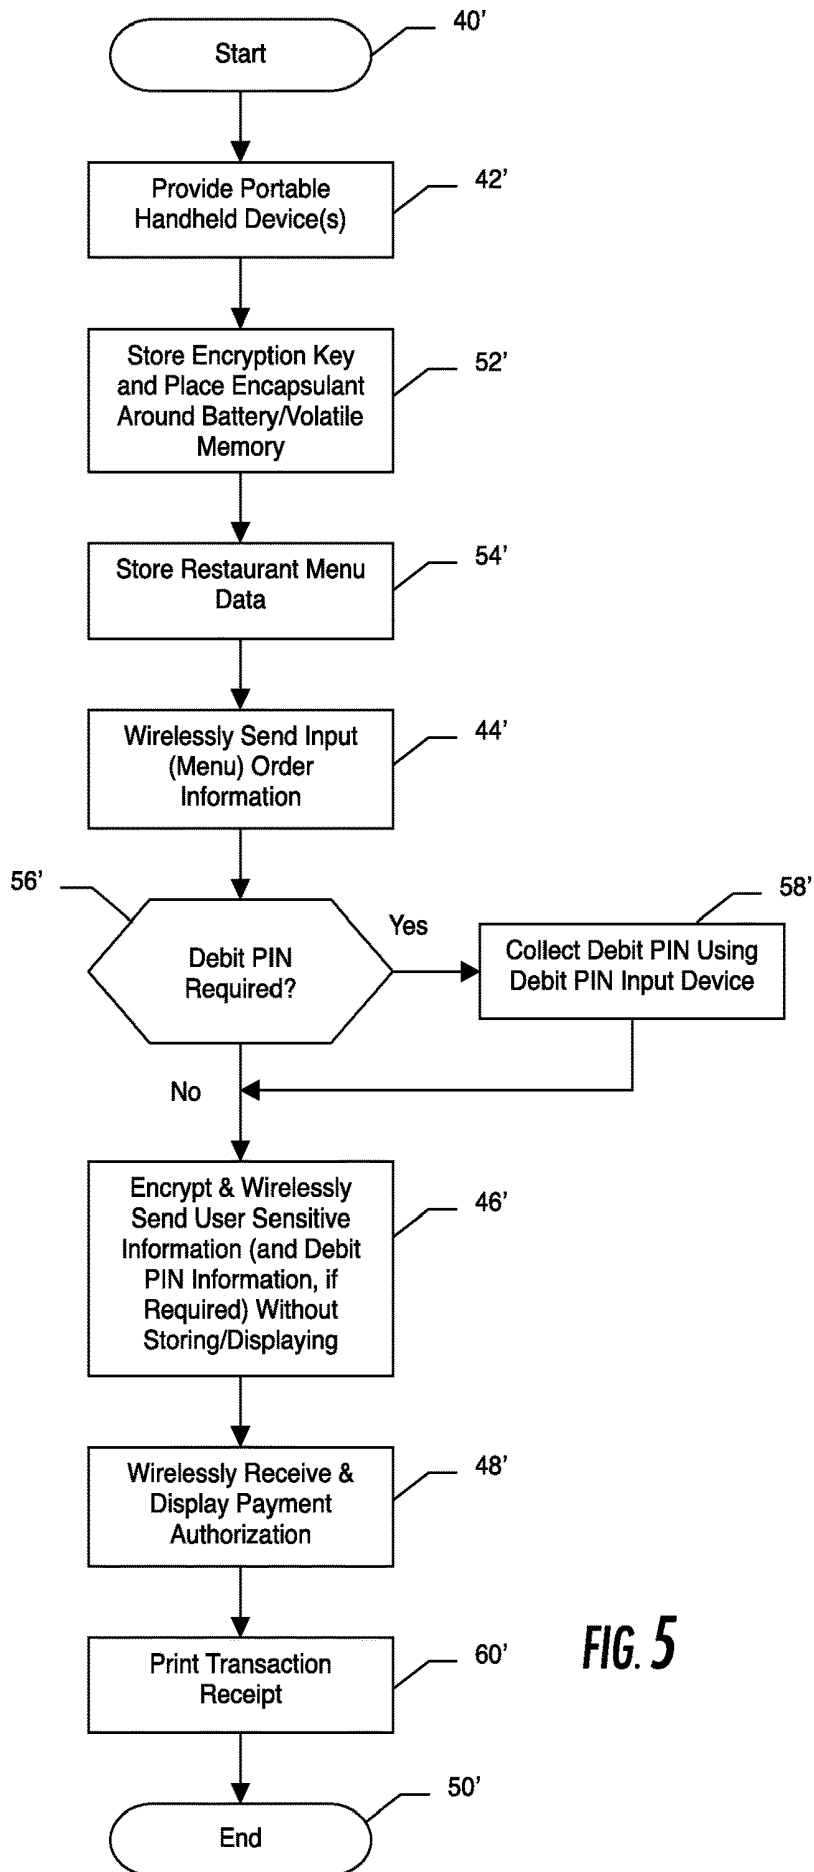 Start
40'
Provide Portable
Handheld Device(s)
42'
Store Encryption Key
and Place Encapsulant
Around Battery/Volatile
Memory
52'
Store Restaurant Menu
Data
54'
Wirelessly Send Input
(Menu) Order
Information
44'
56'
Debit PIN
Required?
Yes
Collect Debit PIN Using
Debit PIN Input Device
58'
No
Encrypt & Wirelessly
Send User Sensitive
Information (and Debit
PIN Information, if
Required) Without
Storing/Displaying
46'
Wirelessly Receive &
Display Payment
Authorization
48'
Print Transaction
Receipt
60'
End
50'
FIG. 5